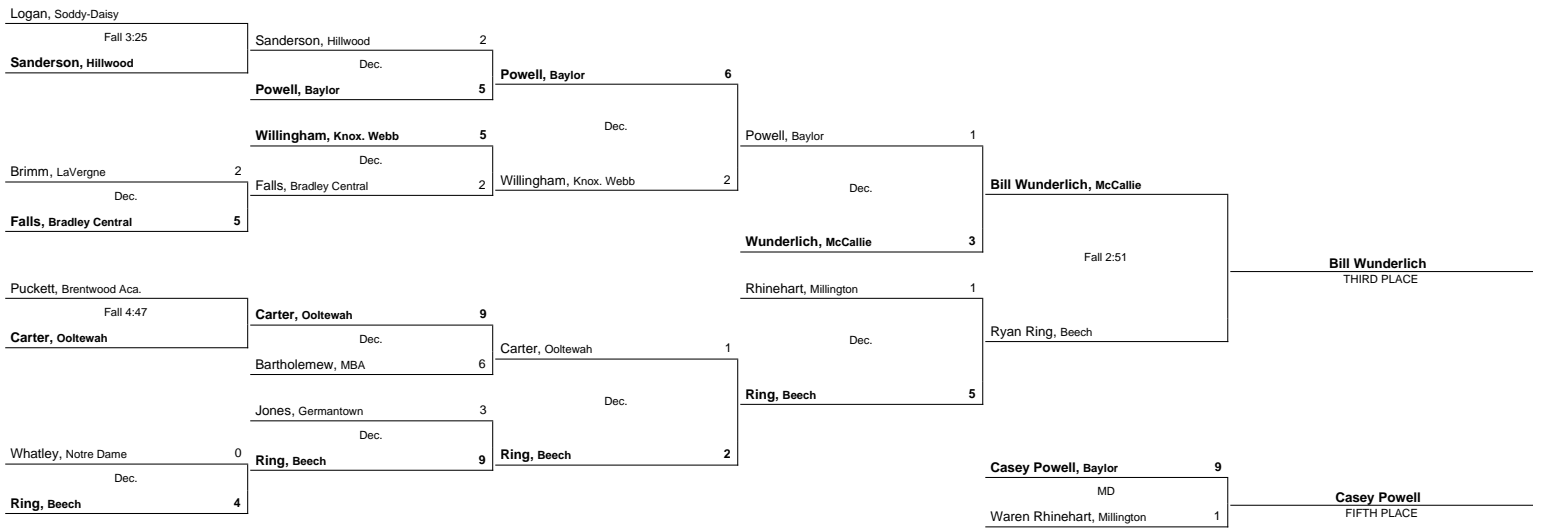 Logan, Soddy-Daisy
Fall 3:25
Sanderson, Hillwood
Brimm, LaVergne 2
Dec.
Falls, Bradley Central 5
Puckett, Brentwood Aca.
Fall 4:47
Carter, Ooltewah
Whatley, Notre Dame 0
Dec.
Ring, Beech 4
Sanderson, Hillwood 2
Dec.
Powell, Baylor 5
Willingham, Knox. Webb 5
Dec.
Falls, Bradley Central 2
Carter, Ooltewah 9
Dec.
Bartholemew, MBA 6
Jones, Germantown 3
Dec.
Ring, Beech 9
Powell, Baylor 6
Dec.
Willingham, Knox. Webb 2
Carter, Ooltewah 1
Dec.
Ring, Beech 2
Powell, Baylor 1
Dec.
Wunderlich, McCallie 3
Rhinehart, Millington 1
Dec.
Ring, Beech 5
Bill Wunderlich, McCallie
Fall 2:51
Ryan Ring, Beech
Bill Wunderlich
THIRD PLACE
Casey Powell, Baylor 9
MD
Waren Rhinehart, Millington 1
Casey Powell
FIFTH PLACE